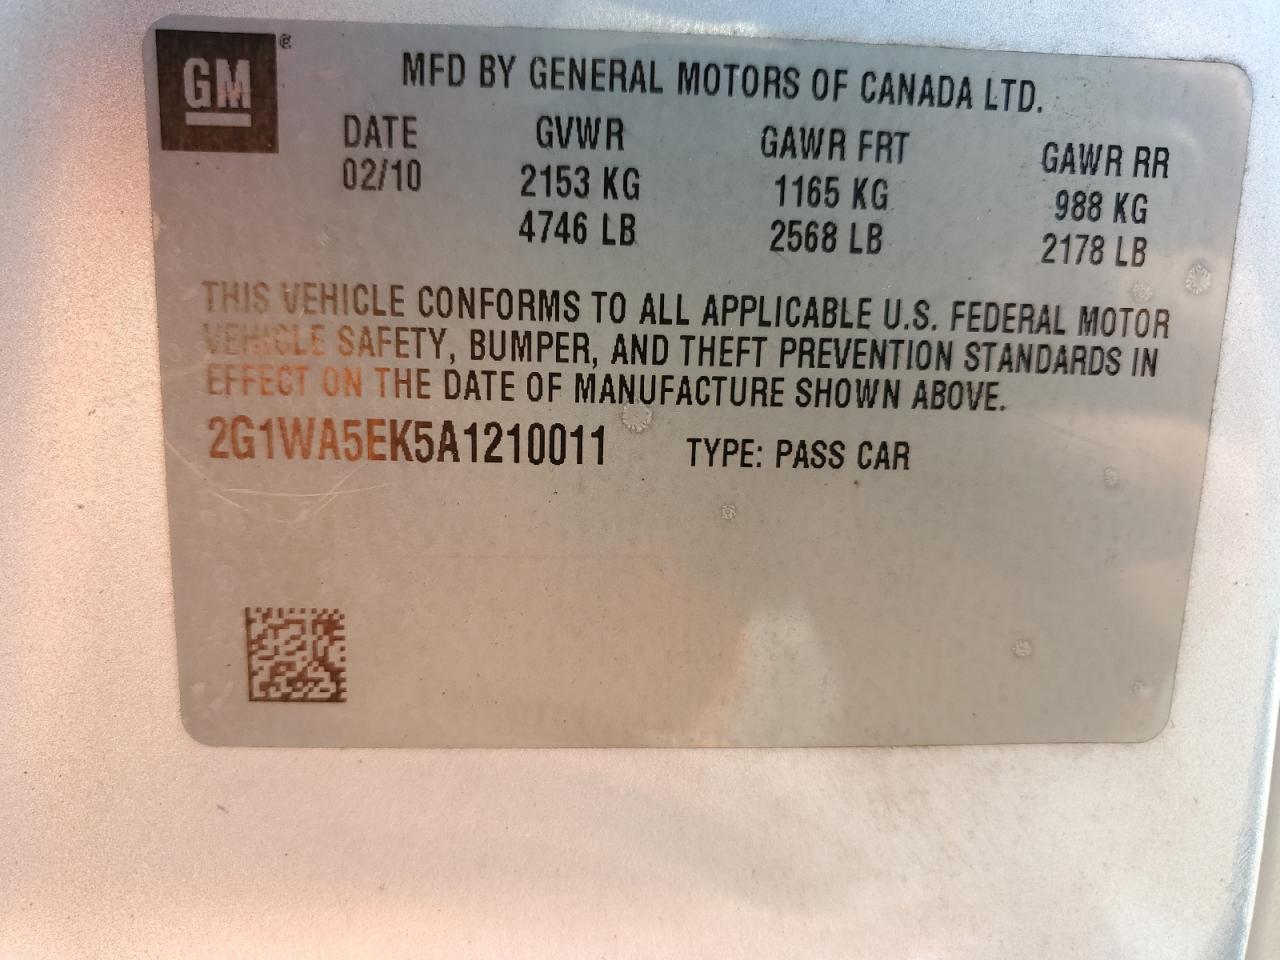 GM ®
MFD BY GENERAL MOTORS OF CANADA LTD.
DATE GVWR GAWR FRT GAWR RR
02/10 2153 KG 1165 KG 988 KG
4746 LB 2568 LB 2178 LB
THIS VEHICLE CONFORMS TO ALL APPLICABLE U.S. FEDERAL MOTOR
VEHICLE SAFETY, BUMPER, AND THEFT PREVENTION STANDARDS IN
EFFECT ON THE DATE OF MANUFACTURE SHOWN ABOVE.
2G1WA5EK5A1210011 TYPE: PASS CAR